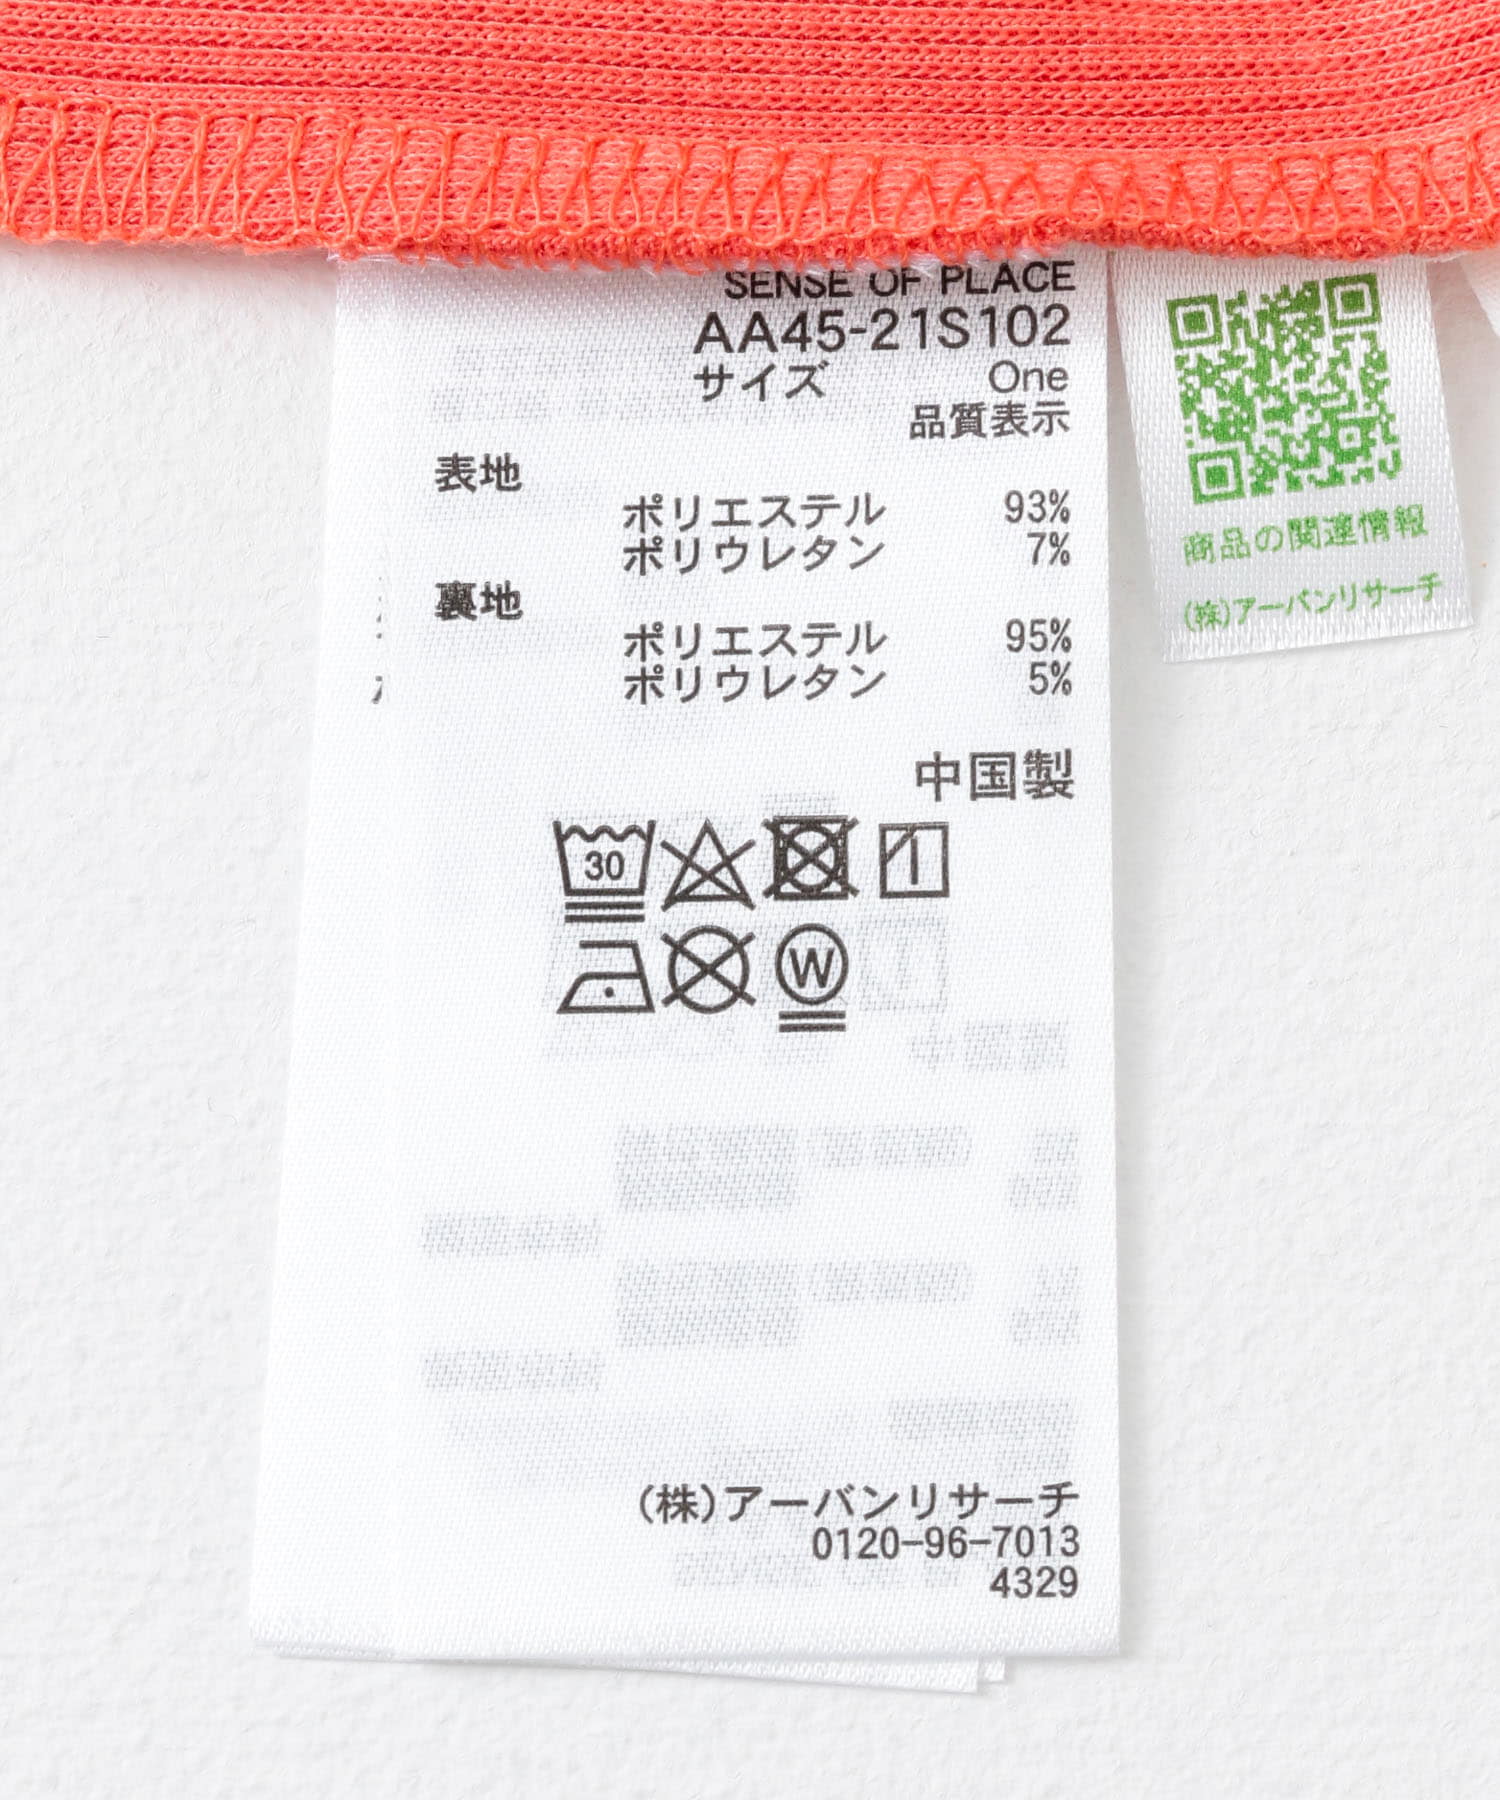 SENSE OF PLACE
AA45-21S102
サイズ One
品質表示
表地
ポリエステル 93%
ポリウレタン 7%
裏地
ポリエステル 95%
ポリウレタン 5%
中国製
30
W
(株)アーバンリサーチ
0120-96-7013
4329
商品の関連情報
(株)アーバンリサーチ